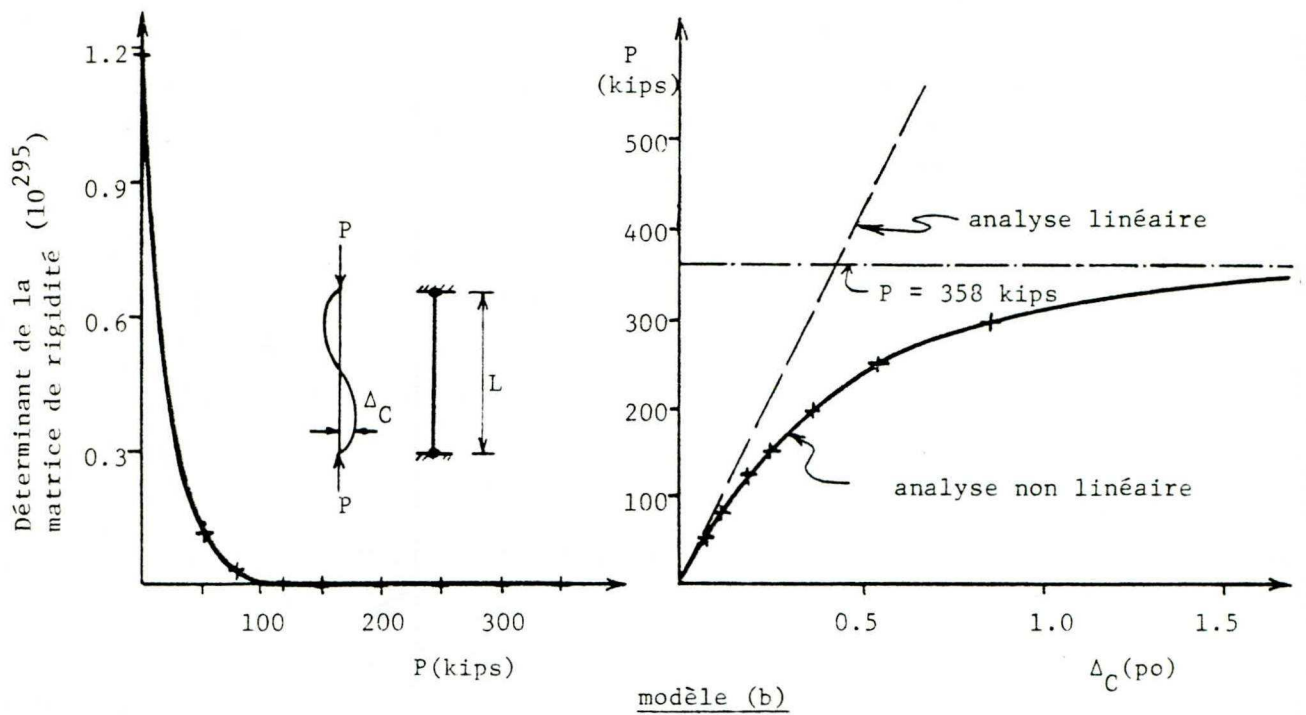 Déterminant de la
matrice de rigidité (10^295)
1.2
0.9
0.6
0.3
P
P
Δ_C
L
100
200
300
P(kips)
P
(kips)
500
400
300
200
100
analyse linéaire
P = 358 kips
analyse non linéaire
0.5
1.0
1.5
Δ_C(po)
modèle (b)